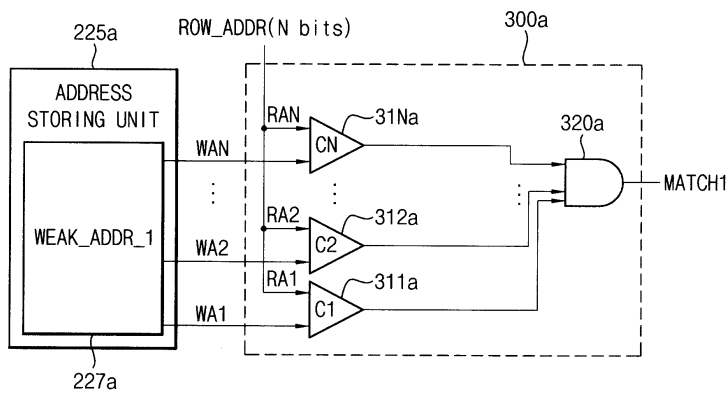 ROW_ADDR(N bits)
225a
300a
ADDRESS
STORING UNIT
RAN
31Na
320a
WAN
CN
MATCH1
WEAK_ADDR_1
RA2
312a
WA2
C2
RA1
311a
WA1
C1
227a